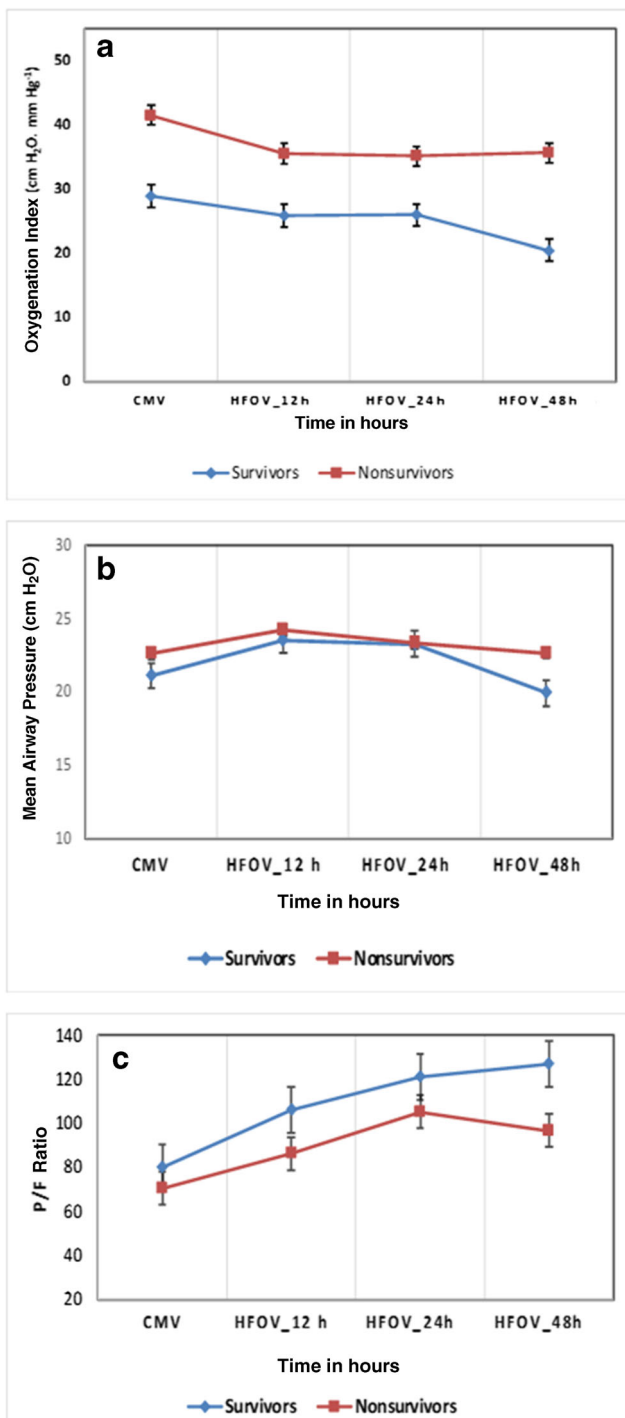 a
Oxygenation Index (cm H₂O. mm Hg⁻¹)
50
40
30
20
10
0
CMV HFOV_12h HFOV_24h HFOV_48h
Time in hours
Survivors Nonsurvivors
b
Mean Airway Pressure (cm H₂O)
30
25
20
15
10
CMV HFOV_12 h HFOV_24h HFOV_48h
Time in hours
Survivors Nonsurvivors
c
P/F Ratio
140
120
100
80
60
40
20
CMV HFOV_12 h HFOV_24h HFOV_48h
Time in hours
Survivors Nonsurvivors